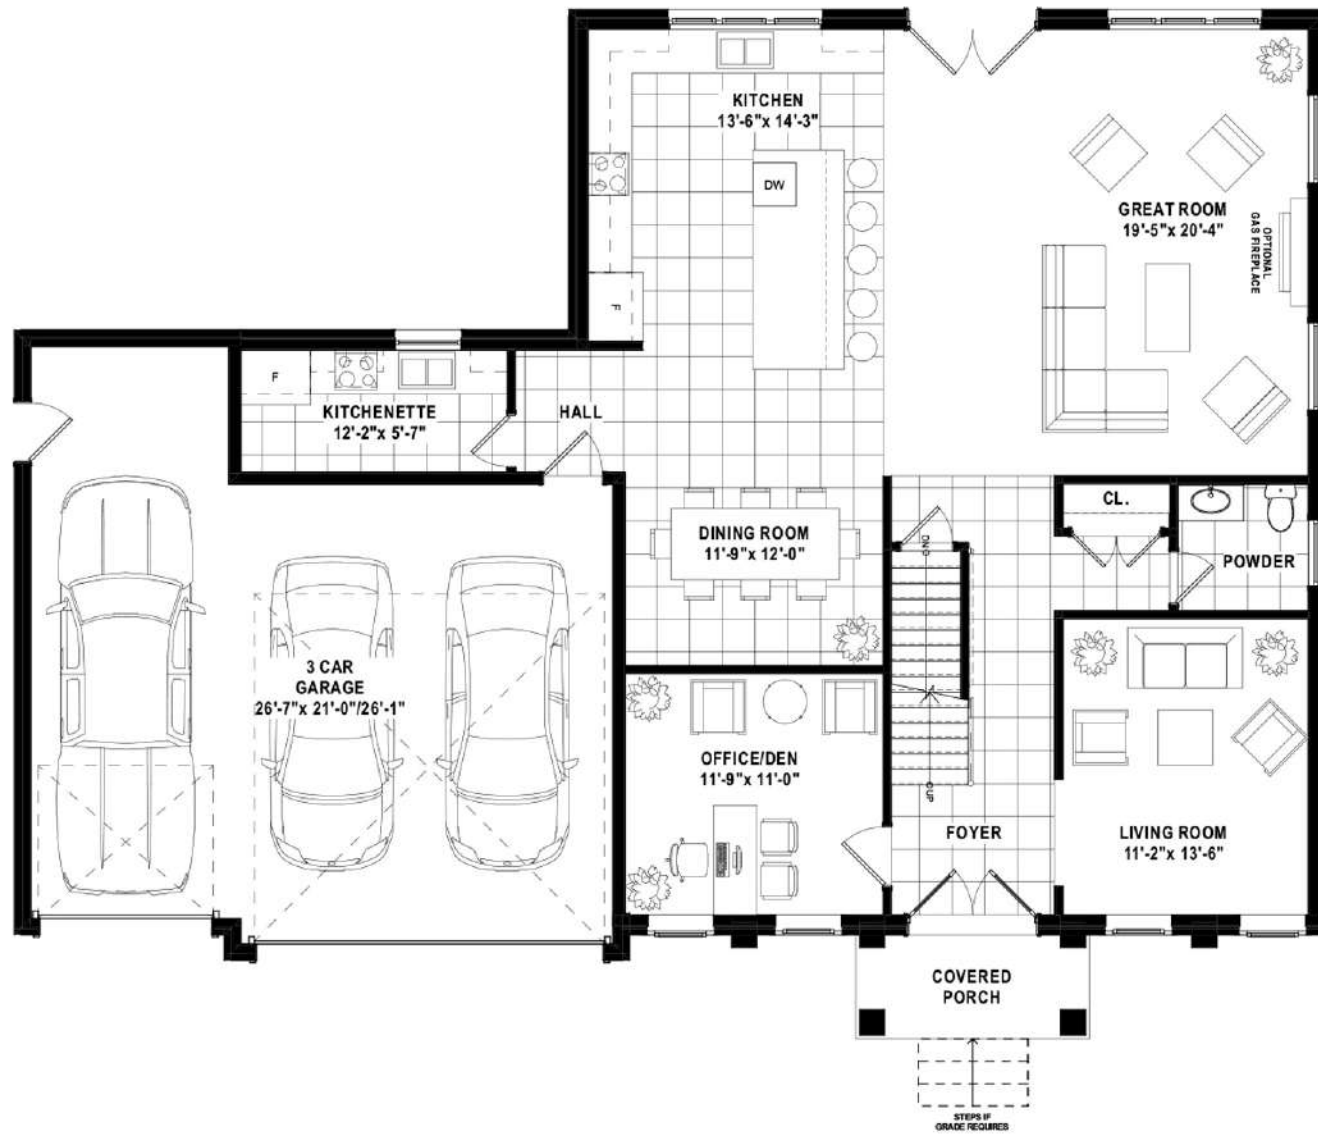 KITCHEN
13'-6"x 14'-3"
DW
GREAT ROOM
19'-5"x 20'-4"
OPTIONAL
GAS FIREPLACE
F
F
KITCHENETTE
12'-2"x 5'-7"
HALL
CL.
POWDER
DINING ROOM
11'-9"x 12'-0"
DN
3 CAR
GARAGE
26'-7"x 21'-0"/26'-1"
OFFICE/DEN
11'-9"x 11'-0"
UP
FOYER
LIVING ROOM
11'-2"x 13'-6"
COVERED
PORCH
STEPS IF
GRADE REQUIRES